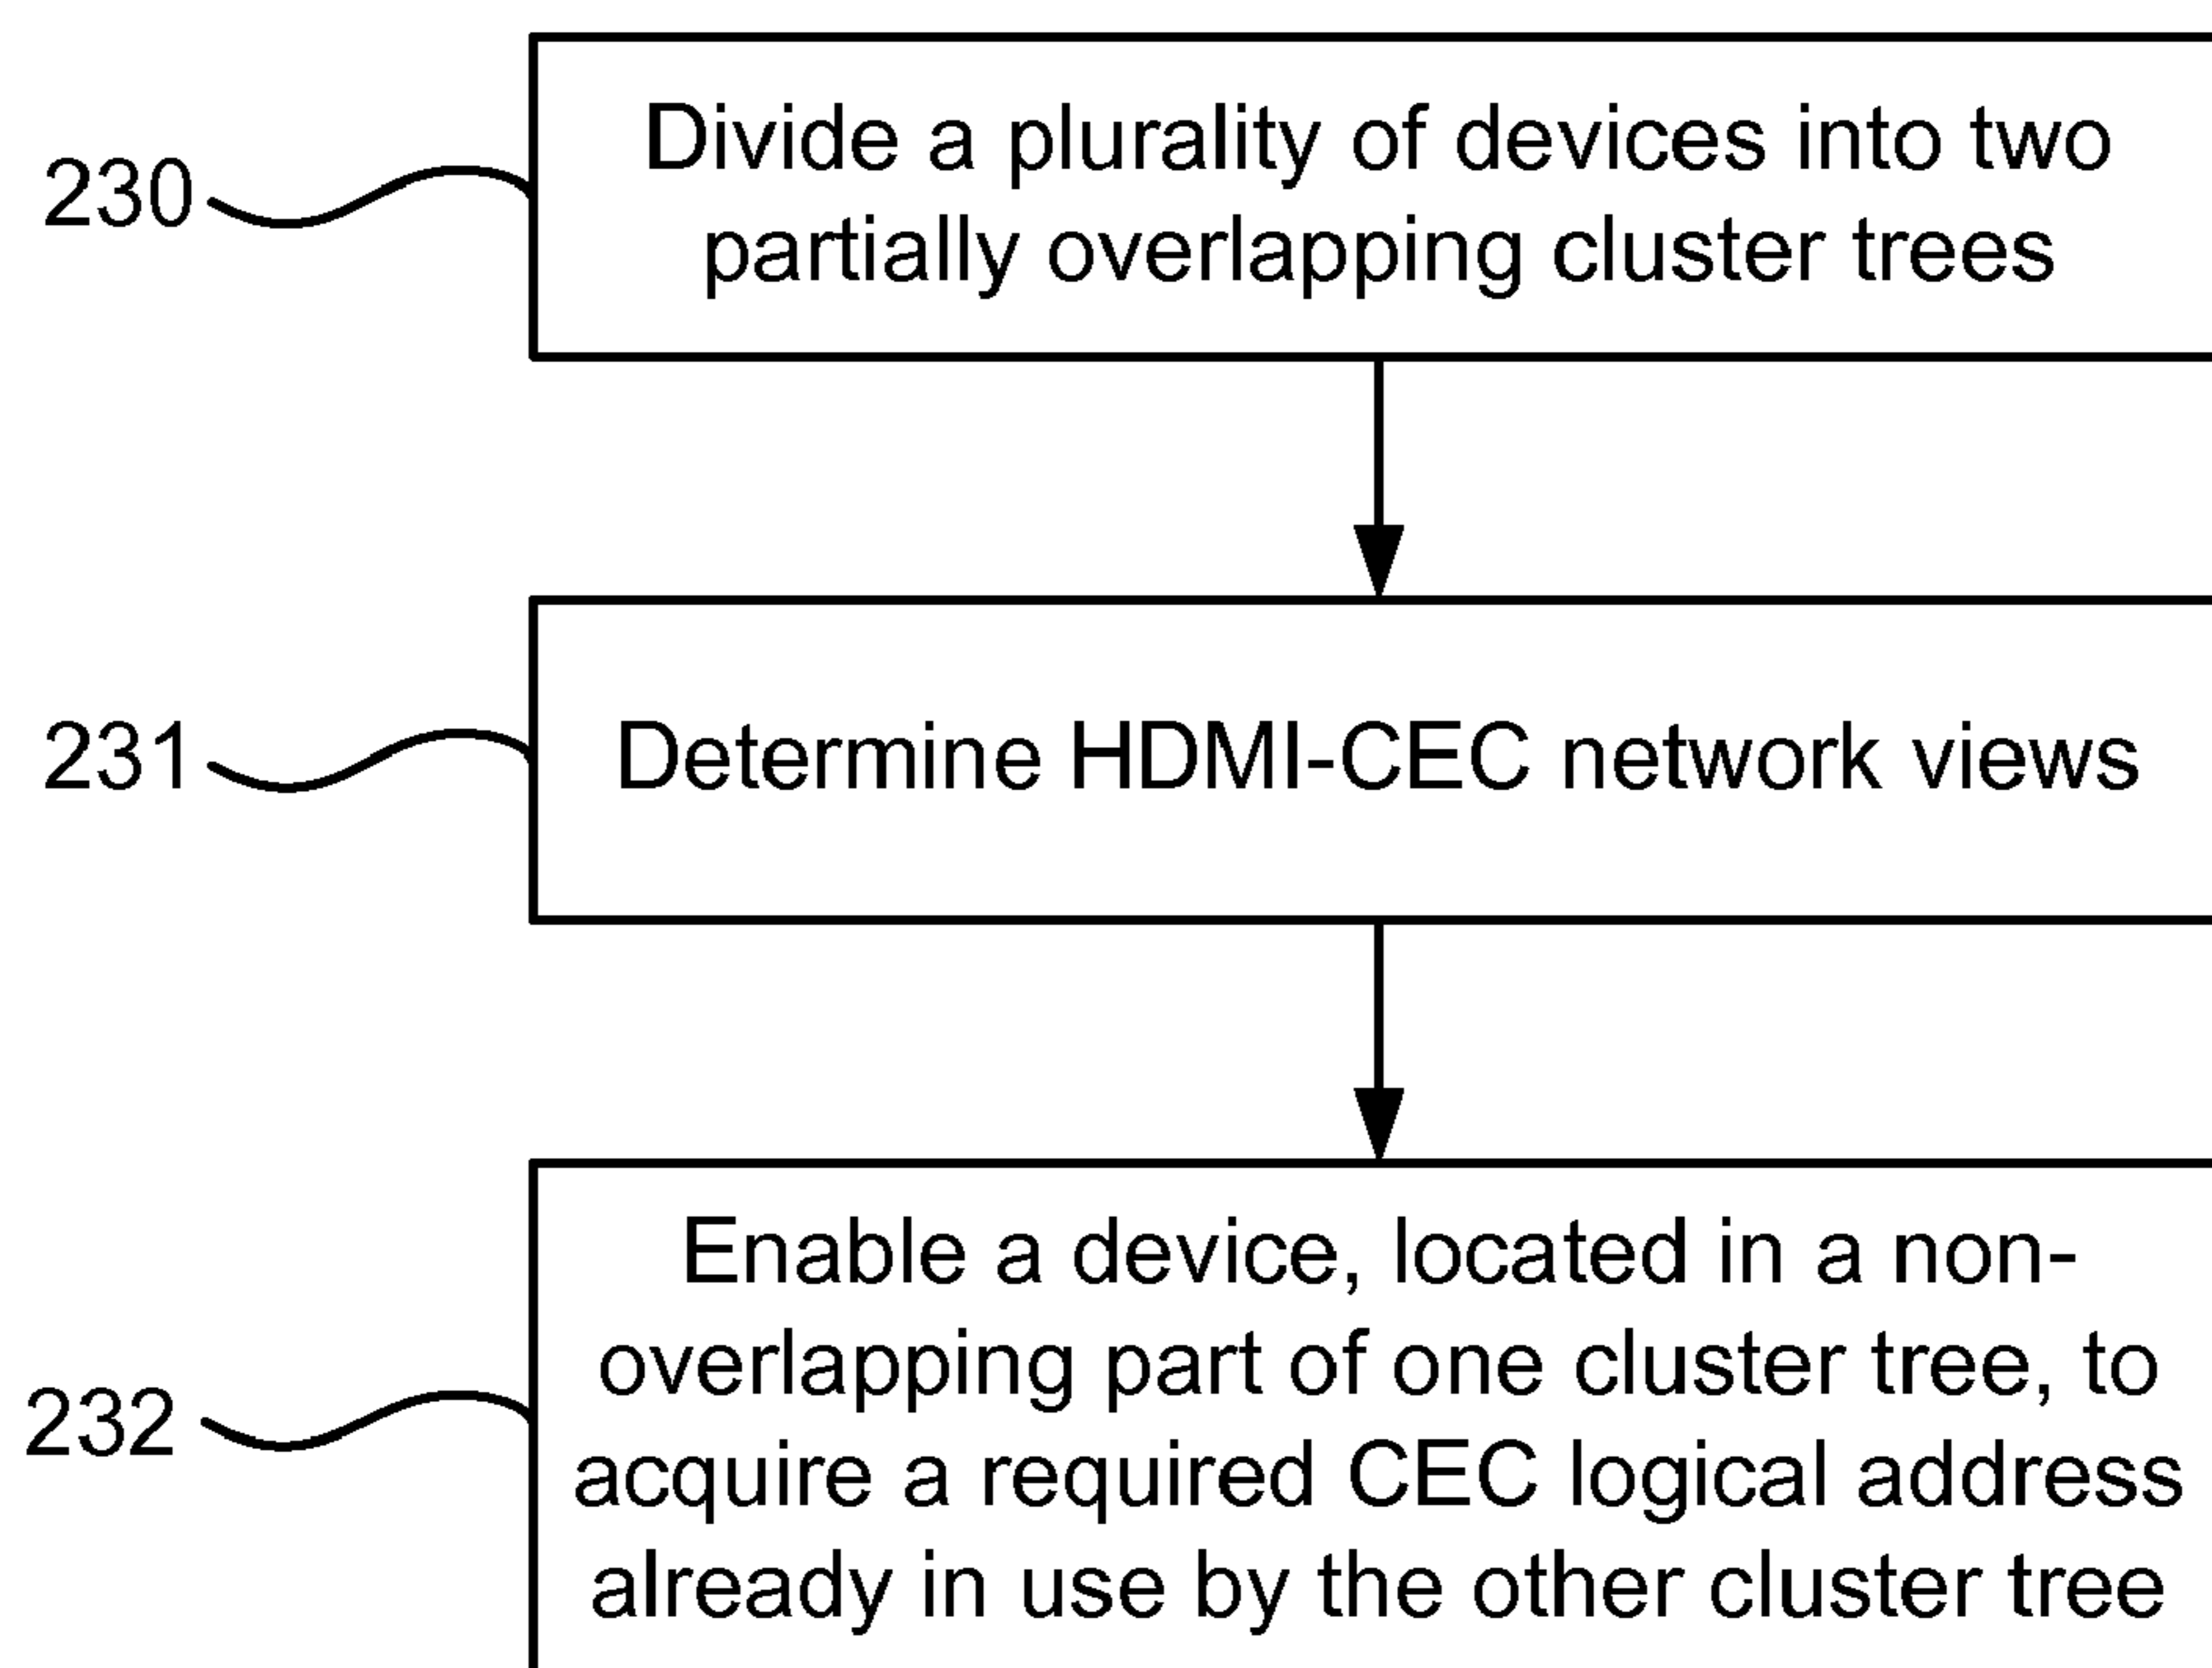 230
Divide a plurality of devices into two
partially overlapping cluster trees
231
Determine HDMI-CEC network views
232
Enable a device, located in a non-
overlapping part of one cluster tree, to
acquire a required CEC logical address
already in use by the other cluster tree